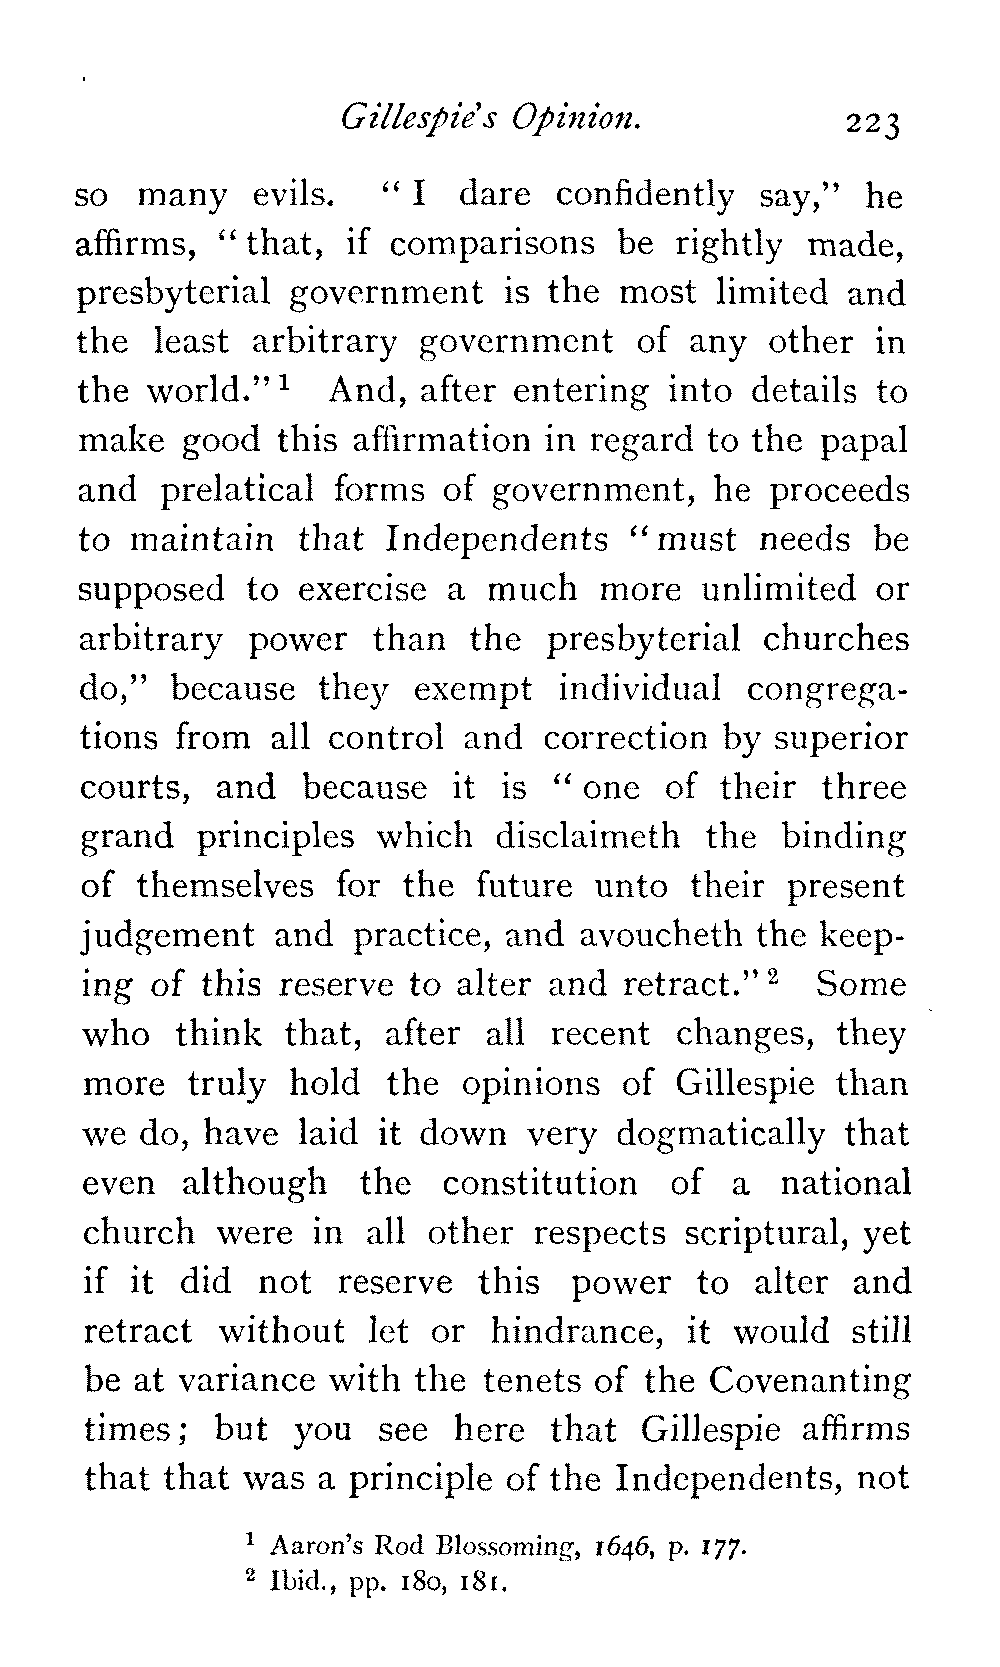 Gillespie's Opinion. 223
so many evils. "I dare confidently say," he
affirms, "that, if comparisons be rightly made,
presbyterial government is the most limited and
the least arbitrary government of any other in
the world."¹ And, after entering into details to
make good this affirmation in regard to the papal
and prelatical forms of government, he proceeds
to maintain that Independents "must needs be
supposed to exercise a much more unlimited or
arbitrary power than the presbyterial churches
do," because they exempt individual congrega-
tions from all control and correction by superior
courts, and because it is "one of their three
grand principles which disclaimeth the binding
of themselves for the future unto their present
judgement and practice, and avoucheth the keep-
ing of this reserve to alter and retract."² Some
who think that, after all recent changes, they
more truly hold the opinions of Gillespie than
we do, have laid it down very dogmatically that
even although the constitution of a national
church were in all other respects scriptural, yet
if it did not reserve this power to alter and
retract without let or hindrance, it would still
be at variance with the tenets of the Covenanting
times; but you see here that Gillespie affirms
that that was a principle of the Independents, not
¹ Aaron's Rod Blossoming, 1646, p. 177.
² Ibid., pp. 180, 181.